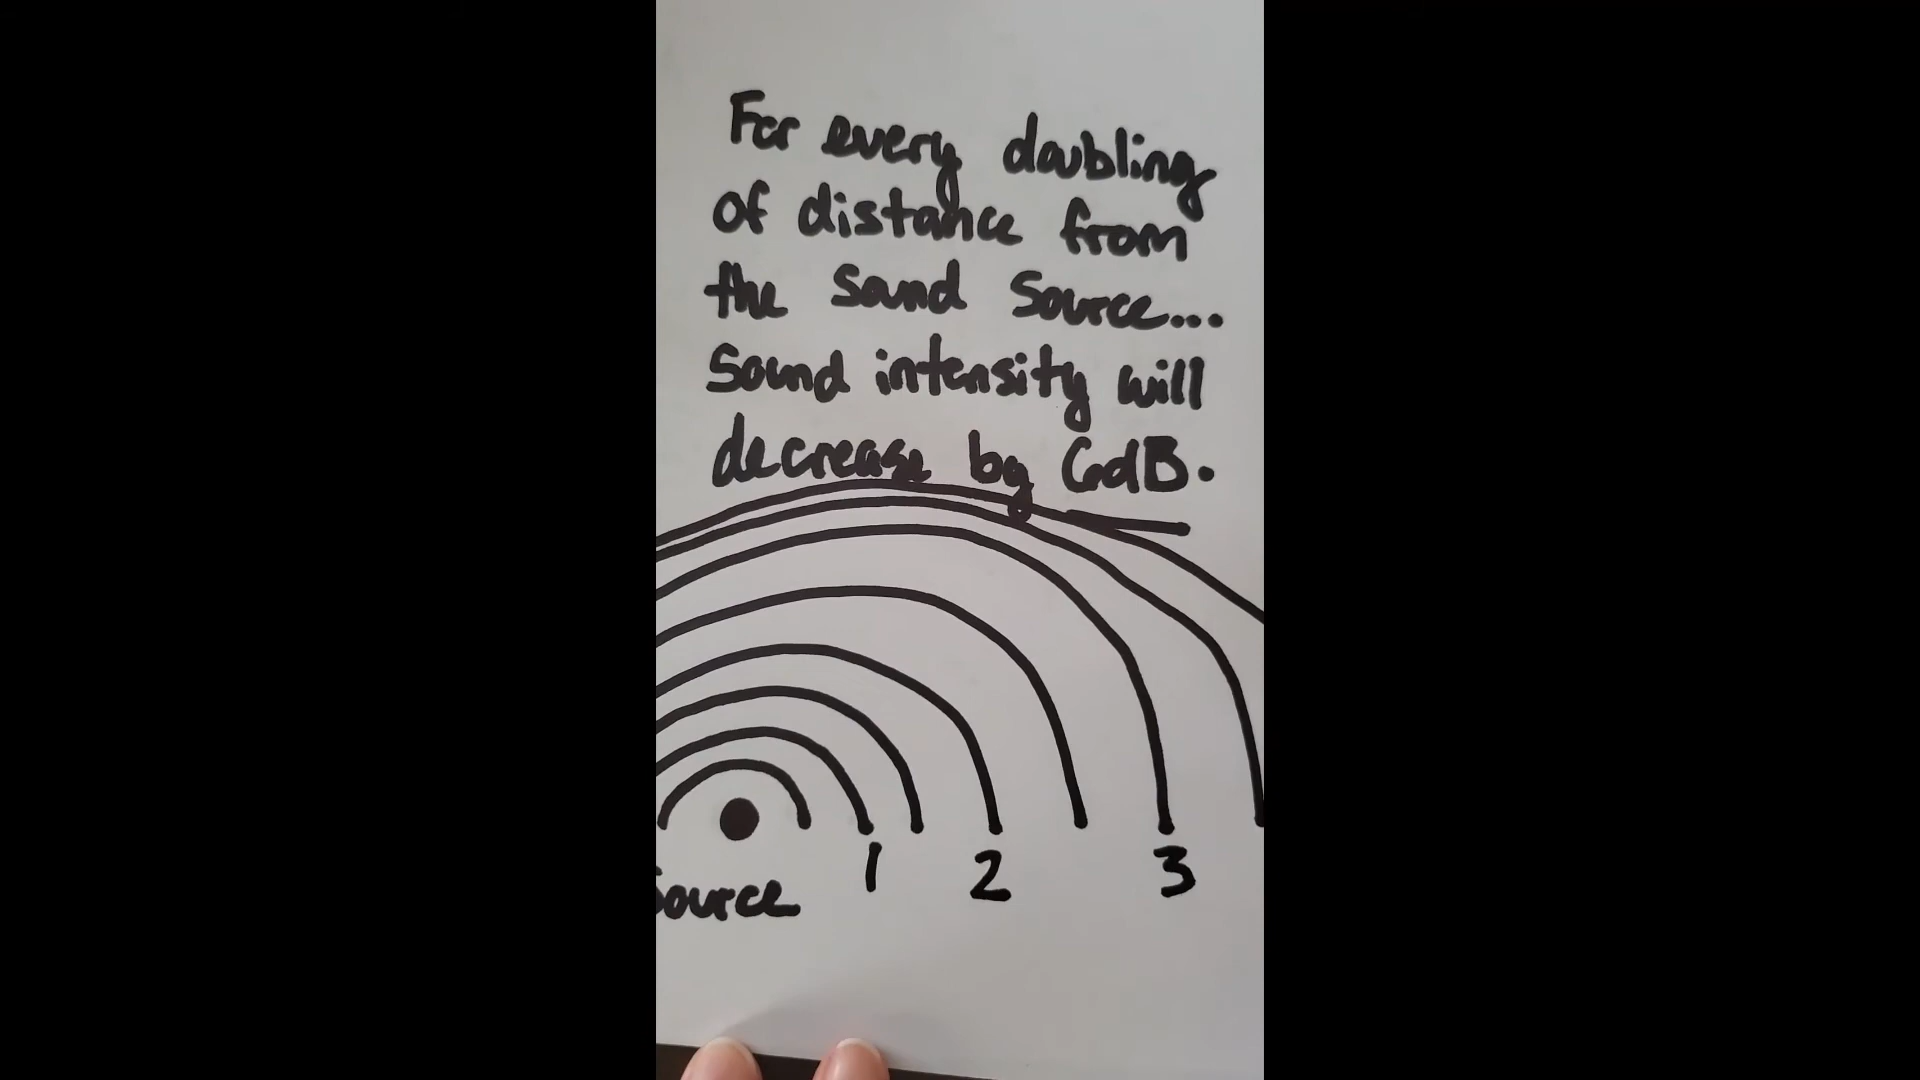 For every doubling
of distance from
the Sound Source...
Sound intensity will
decrease by 6dB.
1 2 3
Source